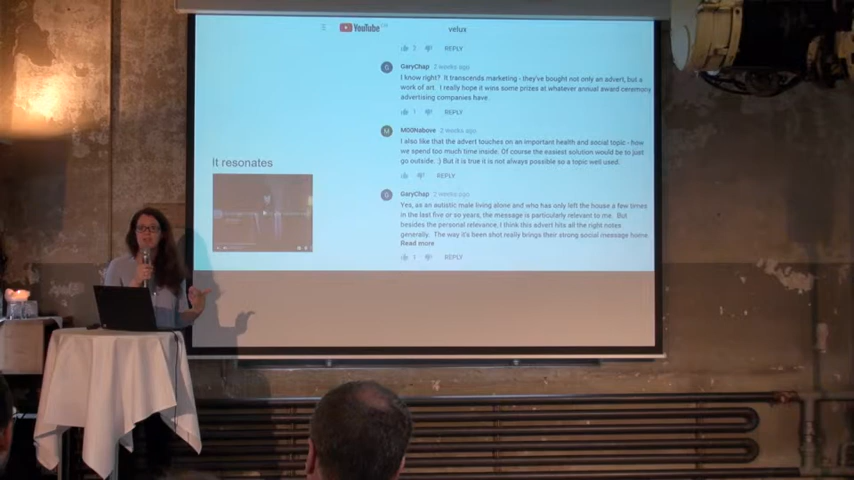 YouTube
velux
2 REPLY
GaryChap 2 weeks ago
I know right? It transcends marketing - they've bought not only an advert, but a
work of art. I really hope it wins some prizes at whatever annual award ceremony
advertising companies have.
1 REPLY
M00Nabove 2 weeks ago
I also like that the advert touches on an important health and social topic - how
we spend too much time inside. Of course the easiest solution would be to just
go outside. :) But it is true it is not always possible so a topic well used.
REPLY
It resonates
GaryChap 2 weeks ago
Yes, as an autistic male living alone and who has only left the house a few times
in the last five or so years, the message is particularly relevant to me. But
besides the personal relevance, I think this advert hits all the right notes
generally. The way it's been shot really brings their strong social message home.
Read more
1 REPLY